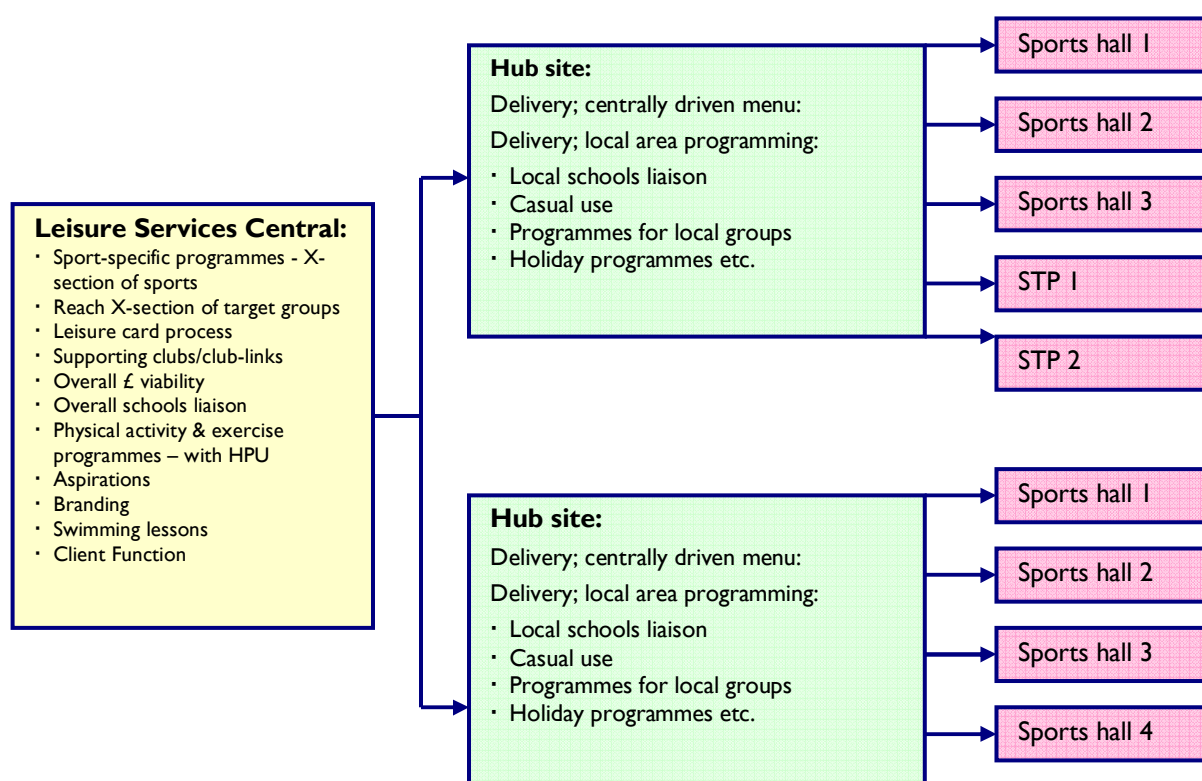 Leisure Services Central:
· Sport-specific programmes - X-
section of sports
· Reach X-section of target groups
· Leisure card process
· Supporting clubs/club-links
· Overall £ viability
· Overall schools liaison
· Physical activity & exercise
programmes – with HPU
· Aspirations
· Branding
· Swimming lessons
· Client Function
Hub site:
Delivery; centrally driven menu:
Delivery; local area programming:
· Local schools liaison
· Casual use
· Programmes for local groups
· Holiday programmes etc.
Sports hall 1
Sports hall 2
Sports hall 3
STP 1
STP 2
Hub site:
Delivery; centrally driven menu:
Delivery; local area programming:
· Local schools liaison
· Casual use
· Programmes for local groups
· Holiday programmes etc.
Sports hall 1
Sports hall 2
Sports hall 3
Sports hall 4